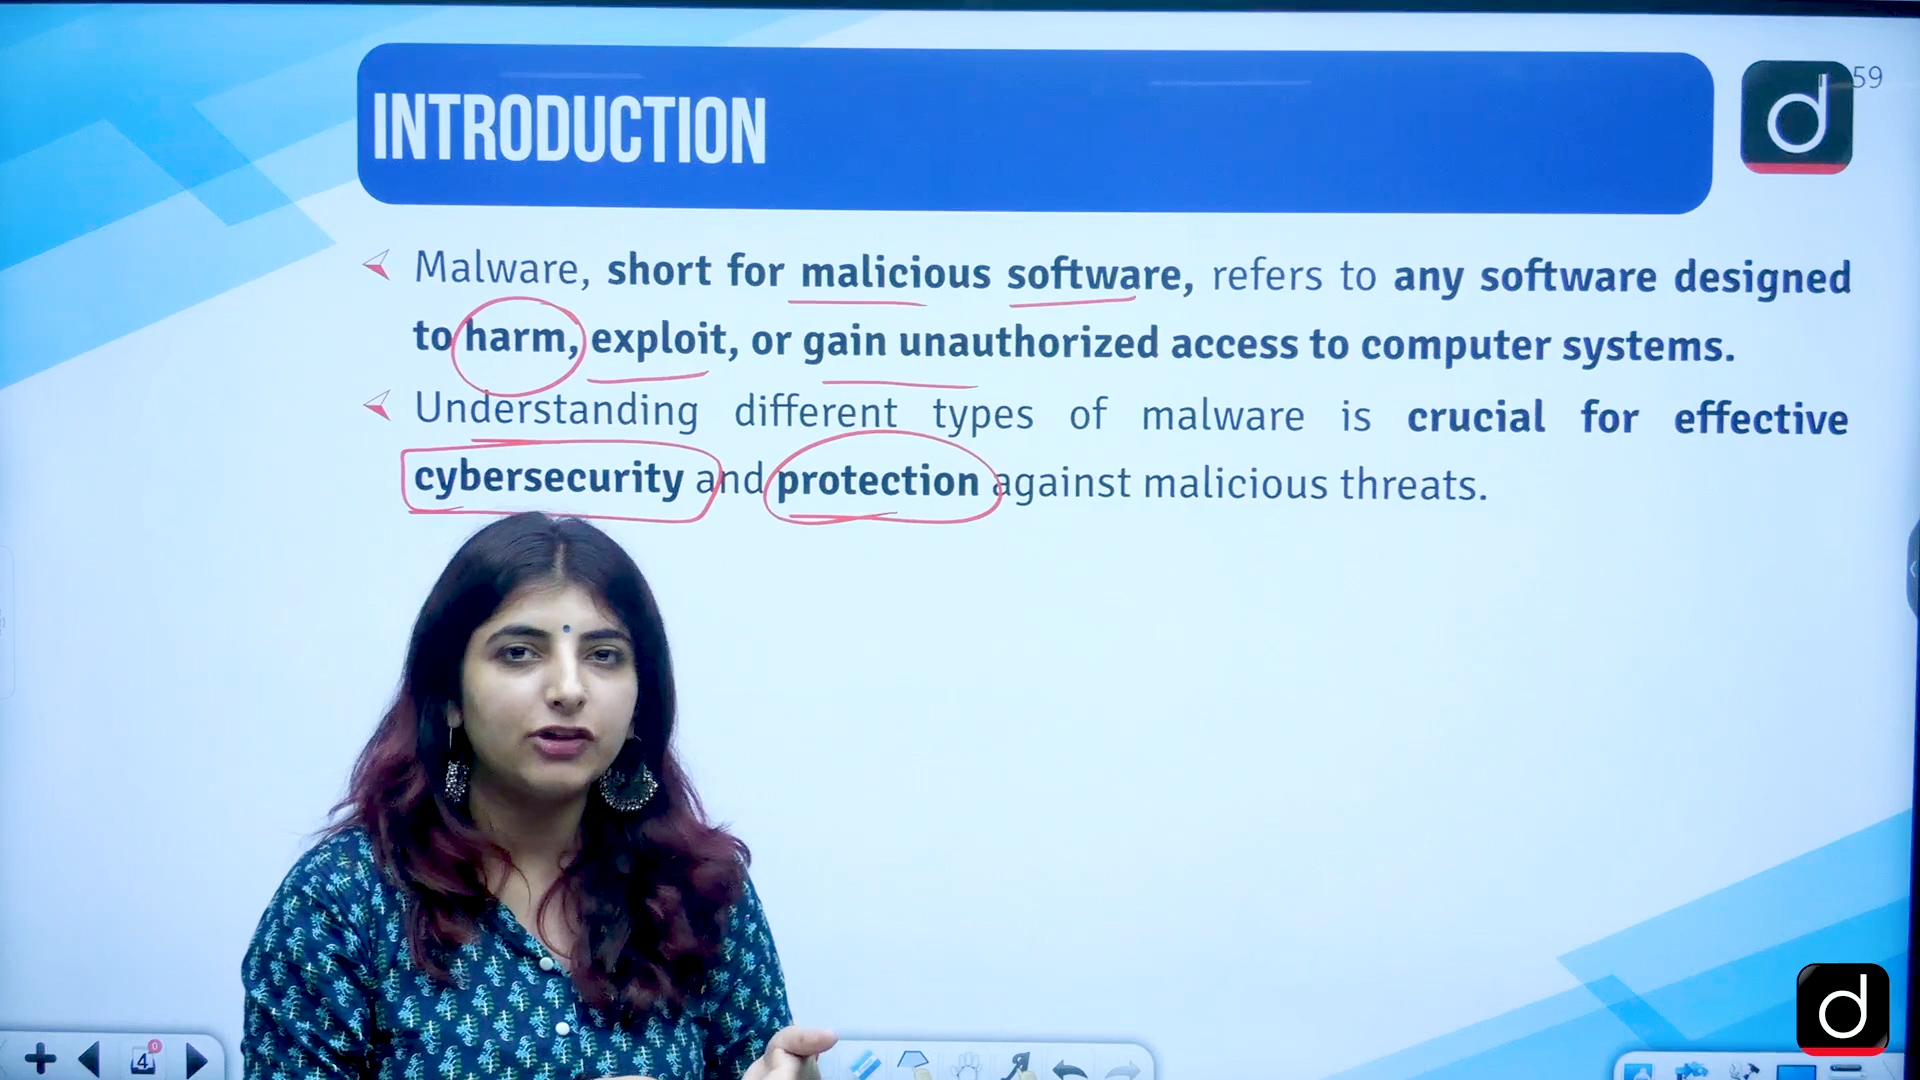 INTRODUCTION
59
Malware, short for malicious software, refers to any software designed
to harm, exploit, or gain unauthorized access to computer systems.
Understanding different types of malware is crucial for effective
cybersecurity and protection against malicious threats.
d
d
4
0